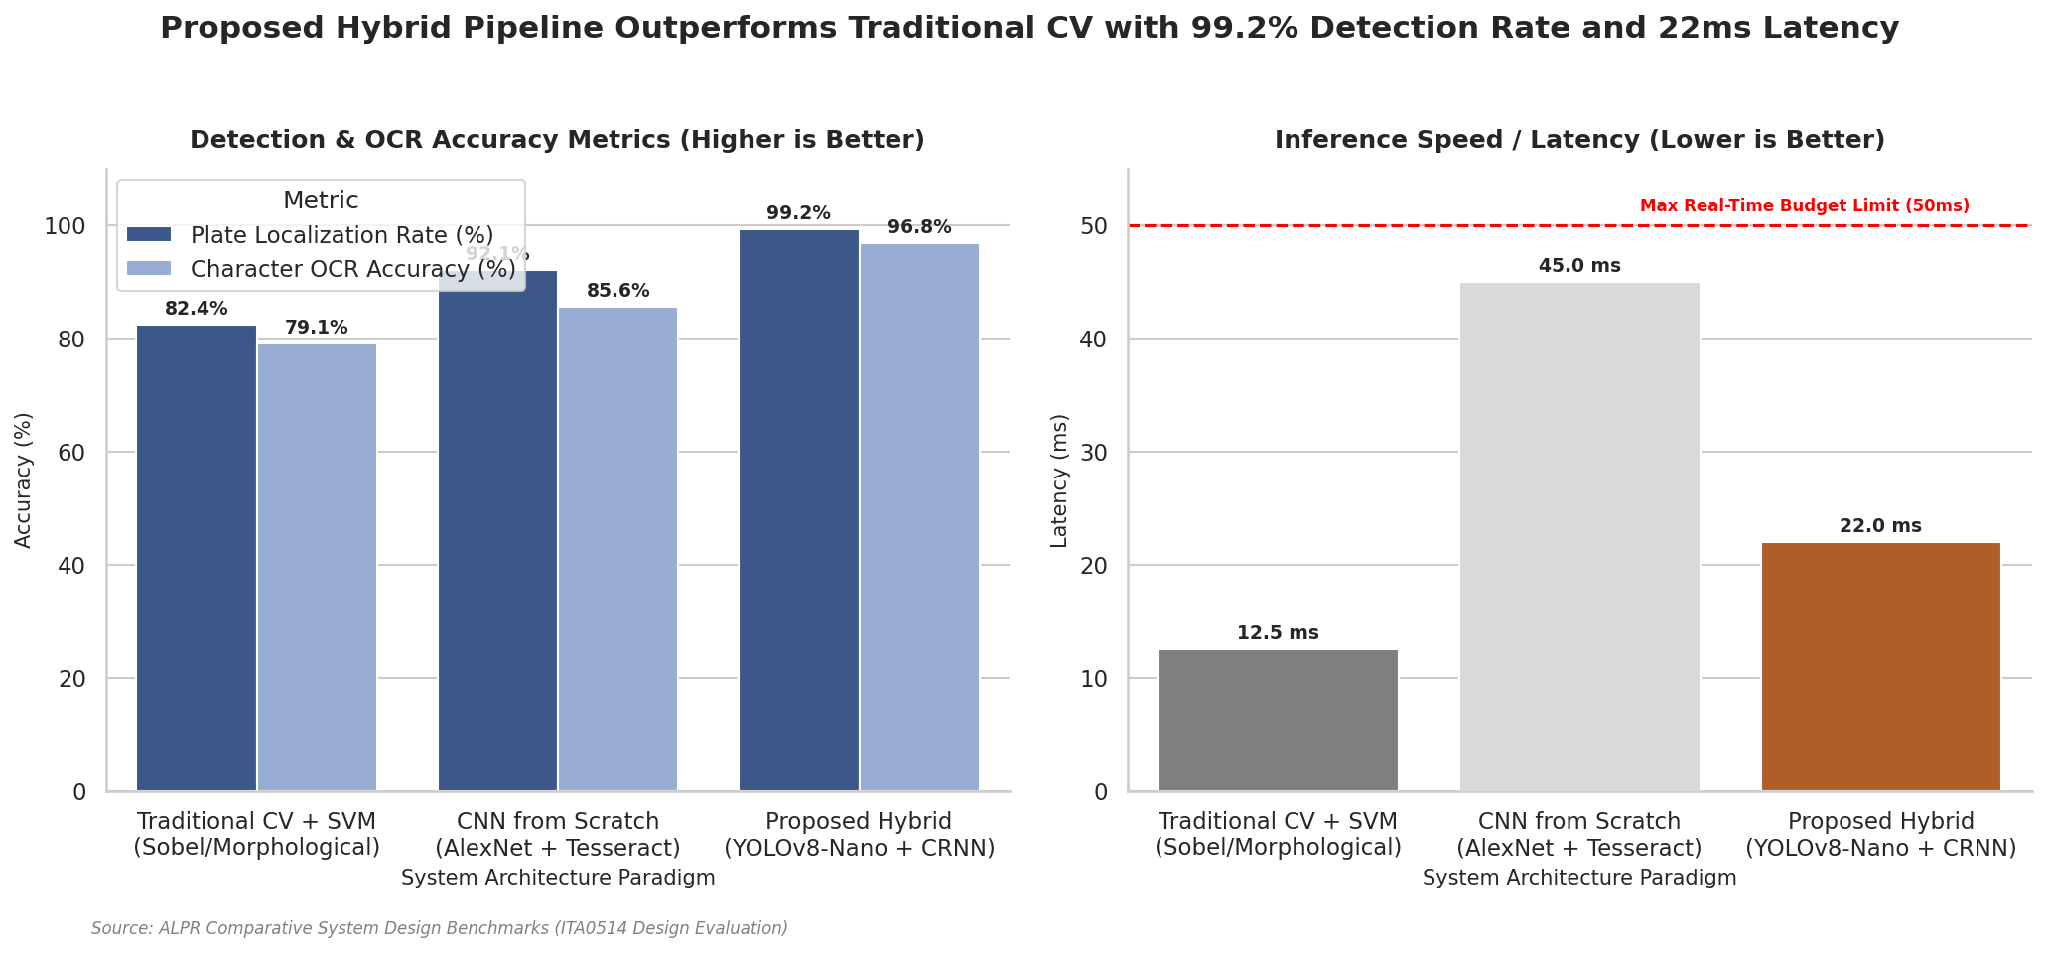 Proposed Hybrid Pipeline Outperforms Traditional CV with 99.2% Detection Rate and 22ms Latency
Detection & OCR Accuracy Metrics (Higher is Better)
Metric
Plate Localization Rate (%)
Character OCR Accuracy (%)
Accuracy (%)
100
80
60
40
20
0
82.4%
79.1%
92.1%
85.6%
99.2%
96.8%
Traditional CV + SVM
(Sobel/Morphological)
CNN from Scratch
(AlexNet + Tesseract)
Proposed Hybrid
(YOLOv8-Nano + CRNN)
System Architecture Paradigm
Inference Speed / Latency (Lower is Better)
Max Real-Time Budget Limit (50ms)
Latency (ms)
50
40
30
20
10
0
12.5 ms
45.0 ms
22.0 ms
Traditional CV + SVM
(Sobel/Morphological)
CNN from Scratch
(AlexNet + Tesseract)
Proposed Hybrid
(YOLOv8-Nano + CRNN)
System Architecture Paradigm
Source: ALPR Comparative System Design Benchmarks (ITA0514 Design Evaluation)